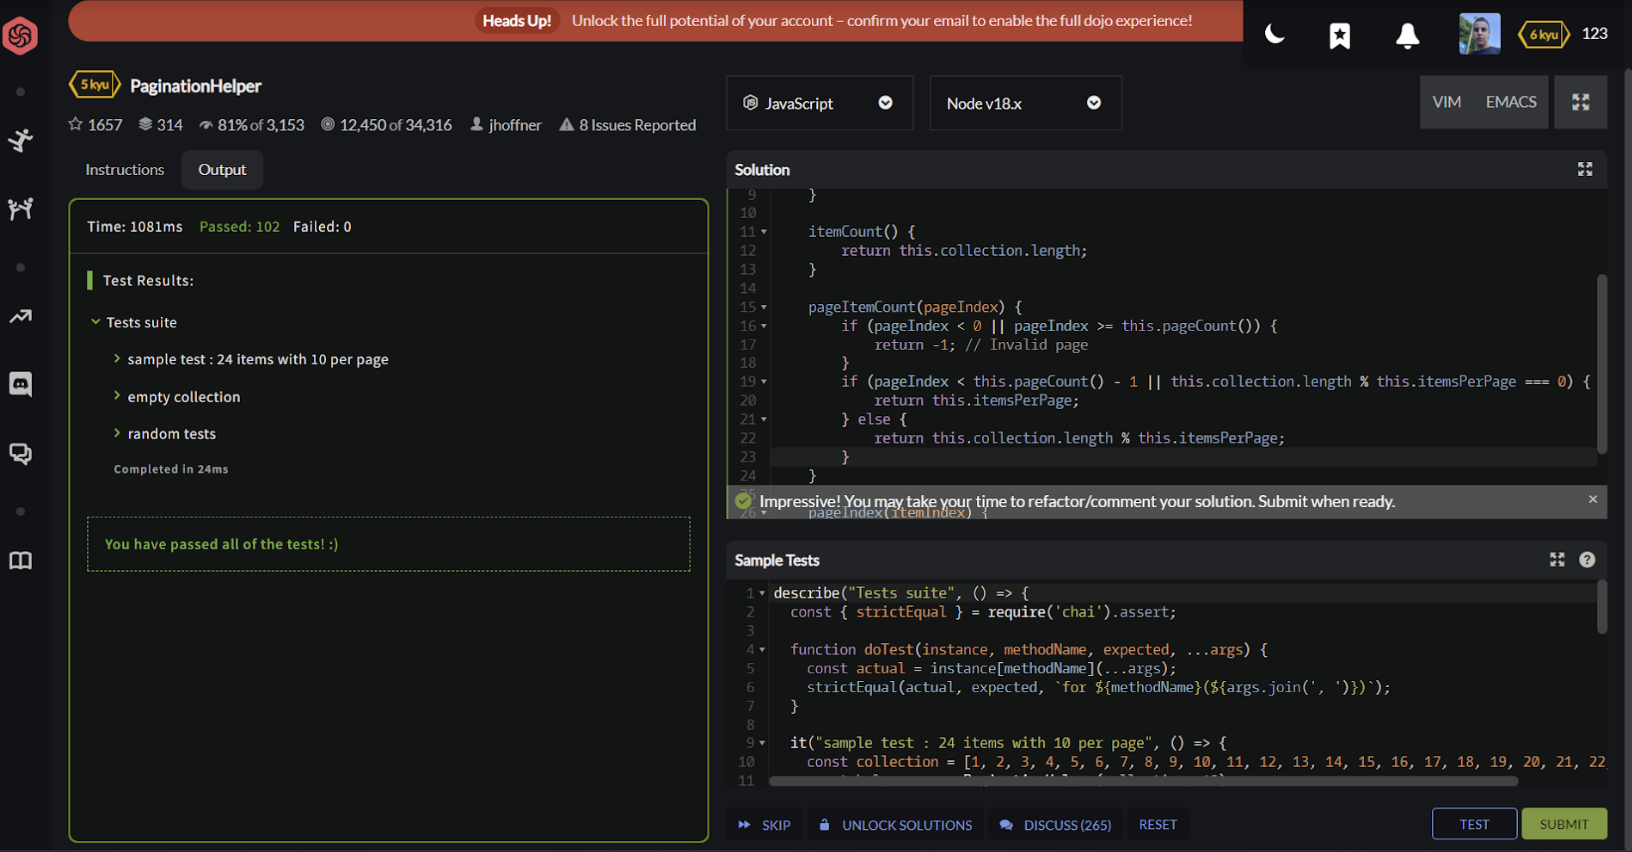 Heads Up! Unlock the full potential of your account – confirm your email to enable the full dojo experience!
6 kyu 123
5 kyu PaginationHelper
1657 314 81% of 3,153 12,450 of 34,316 jhoffner 8 Issues Reported
Instructions Output
Time: 1081ms Passed: 102 Failed: 0
Test Results:
Tests suite
sample test : 24 items with 10 per page
empty collection
random tests
Completed in 24ms
You have passed all of the tests! :)
JavaScript Node v18.x VIM EMACS
Solution
9 }
10
11 itemCount() {
12 return this.collection.length;
13 }
14
15 pageItemCount(pageIndex) {
16 if (pageIndex < 0 || pageIndex >= this.pageCount()) {
17 return -1; // Invalid page
18 }
19 if (pageIndex < this.pageCount() - 1 || this.collection.length % this.itemsPerPage === 0) {
20 return this.itemsPerPage;
21 } else {
22 return this.collection.length % this.itemsPerPage;
23 }
24 }
25
Impressive! You may take your time to refactor/comment your solution. Submit when ready. ×
26 pageIndex(itemIndex) {
Sample Tests
1 describe("Tests suite", () => {
2 const { strictEqual } = require('chai').assert;
3
4 function doTest(instance, methodName, expected, ...args) {
5 const actual = instance[methodName](...args);
6 strictEqual(actual, expected, `for ${methodName}(${args.join(', ')})`);
7 }
8
9 it("sample test : 24 items with 10 per page", () => {
10 const collection = [1, 2, 3, 4, 5, 6, 7, 8, 9, 10, 11, 12, 13, 14, 15, 16, 17, 18, 19, 20, 21, 22,
11
SKIP UNLOCK SOLUTIONS DISCUSS (265) RESET TEST SUBMIT